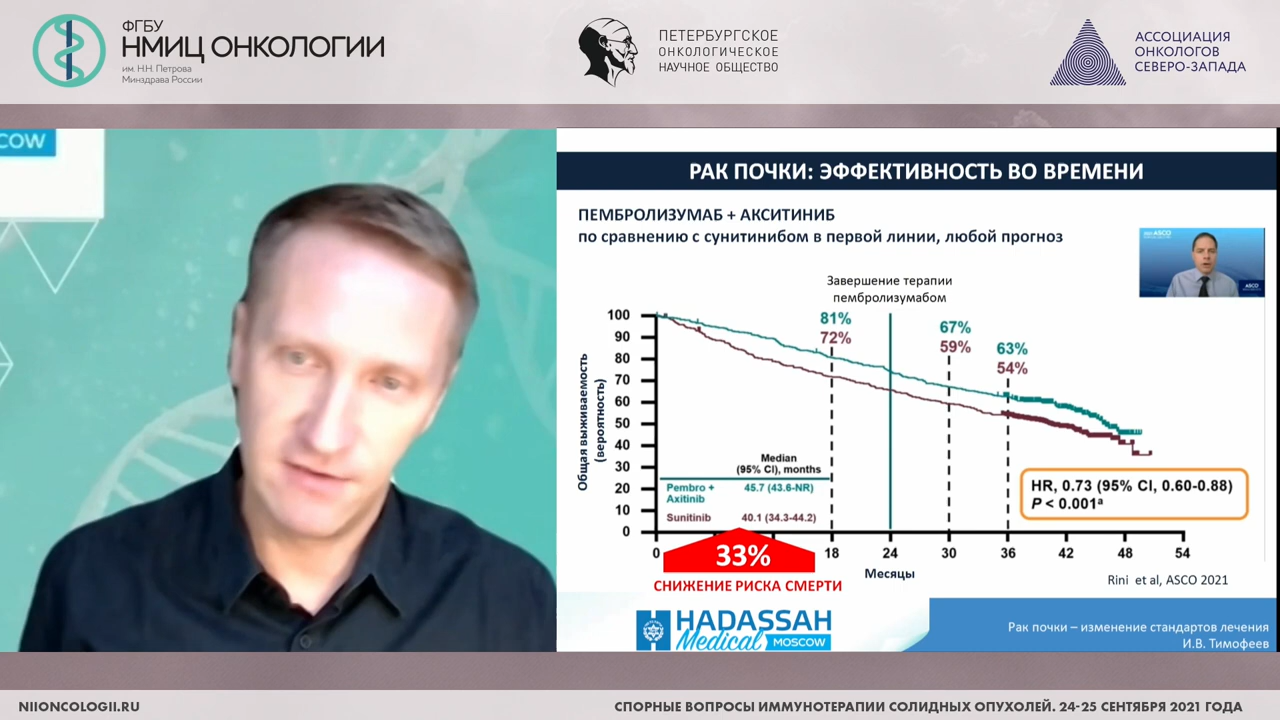 ФГБУ
НМИЦ ОНКОЛОГИИ
им. Н.Н. Петрова
Минздрава России
ПЕТЕРБУРГСКОЕ
ОНКОЛОГИЧЕСКОЕ
НАУЧНОЕ ОБЩЕСТВО
АССОЦИАЦИЯ
ОНКОЛОГОВ
СЕВЕРО-ЗАПАДА
COW
РАК ПОЧКИ: ЭФФЕКТИВНОСТЬ ВО ВРЕМЕНИ
ПЕМБРОЛИЗУМАБ + АКСИТИНИБ
по сравнению с сунитинибом в первой линии, любой прогноз
ASCO
ASCO
Завершение терапии
пембролизумабом
81%
72%
67%
59%
63%
54%
Общая выживаемость
(вероятность)
100
90
80
70
60
50
40
30
20
10
0
Median
(95% CI), months
Pembro + Axitinib 45.7 (43.6-NR)
Sunitinib 40.1 (34.3-44.2)
HR, 0.73 (95% CI, 0.60-0.88)
P < 0.001ᵃ
0 18 24 30 36 42 48 54
33%
Месяцы
СНИЖЕНИЕ РИСКА СМЕРТИ
Rini et al, ASCO 2021
HADASSAH
Medical MOSCOW
Рак почки – изменение стандартов лечения
И.В. Тимофеев
NIIONCOLOGII.RU
СПОРНЫЕ ВОПРОСЫ ИММУНОТЕРАПИИ СОЛИДНЫХ ОПУХОЛЕЙ. 24-25 СЕНТЯБРЯ 2021 ГОДА